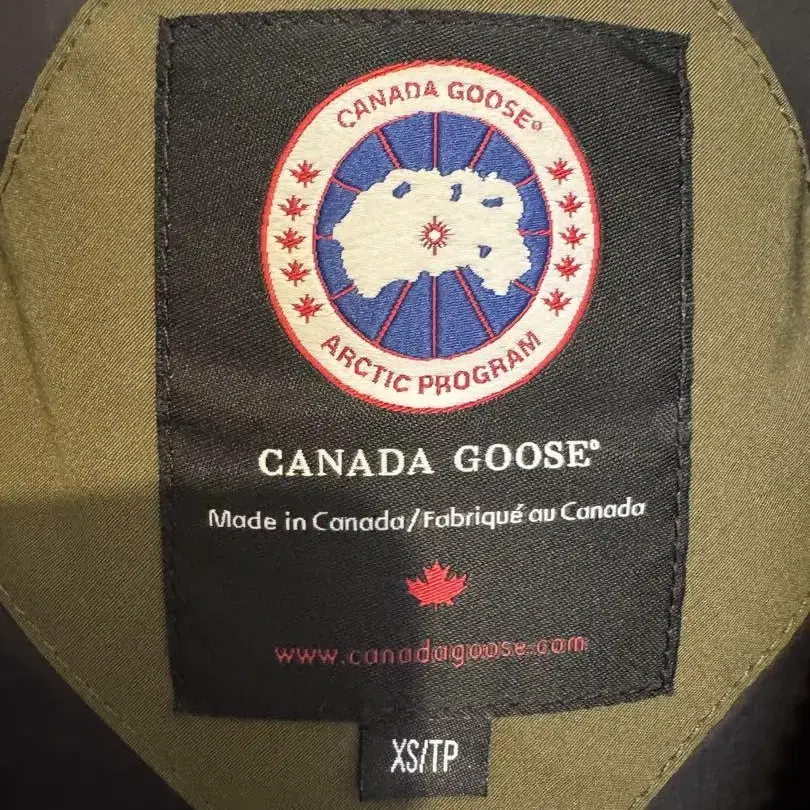 CANADA GOOSE®
ARCTIC PROGRAM
CANADA GOOSE®
Made in Canada/Fabriqué au Canada
www.canadagoose.com
XS/TP